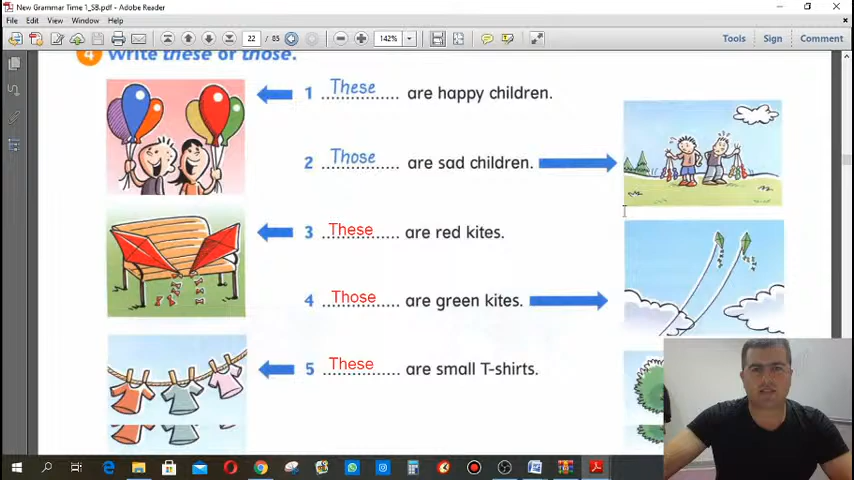 New Grammar Time 1_SB.pdf - Adobe Reader
File Edit View Window Help
22 / 85 142% Tools Sign Comment
4 Write these or those.
1 These are happy children.
2 Those are sad children.
3 These are red kites.
4 Those are green kites.
5 These are small T-shirts.